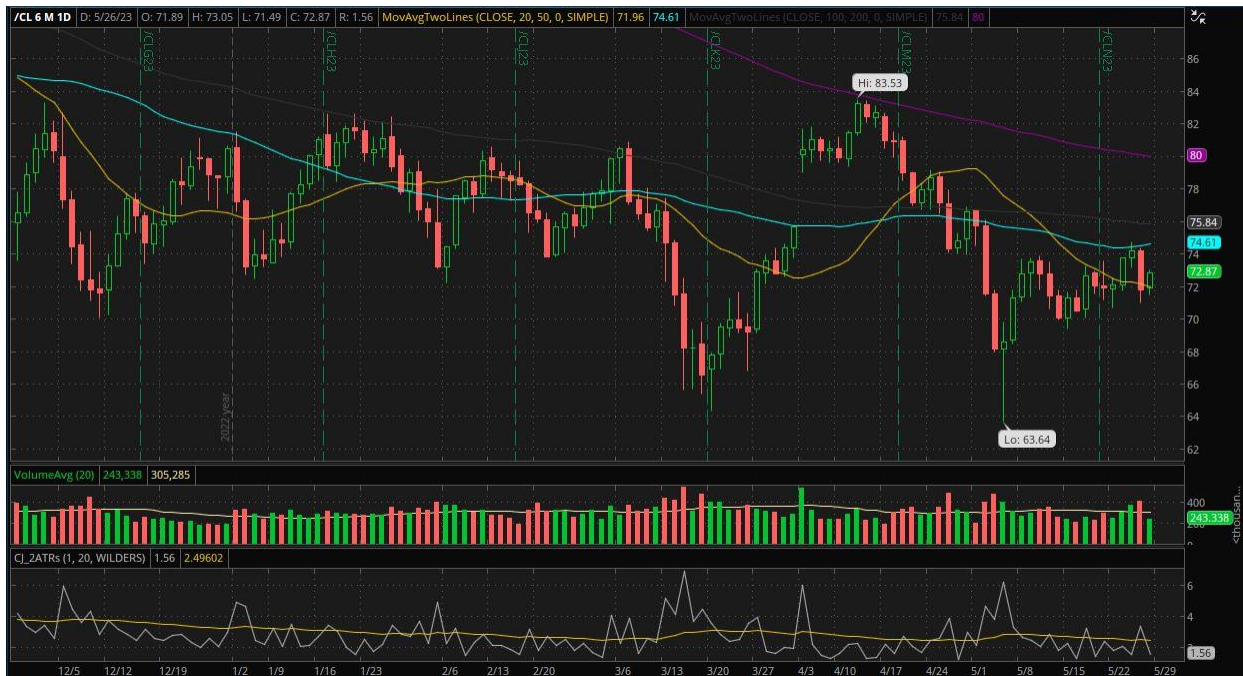 /CL 6 M 1D D: 5/26/23 O: 71.89 H: 73.05 L: 71.49 C: 72.87 R: 1.56 MovAvgTwoLines (CLOSE, 20, 50, 0, SIMPLE) 71.96 74.61 MovAvgTwoLines (CLOSE, 100, 200, 0, SIMPLE) 75.84 80
/CLG23
/CLH23
/CLJ23
/CLK23
/CLM23
/CLN23
2022 year
Hi: 83.53
Lo: 63.64
86
84
82
80
78
76
75.84
74.61
74
72.87
72
70
68
66
64
62
VolumeAvg (20) 243,338 305,285
400
243.338
<thousan...
CJ_2ATRs (1, 20, WILDERS) 1.56 2.49602
6
4
1.56
12/5 12/12 12/19 1/2 1/9 1/16 1/23 2/6 2/13 2/20 3/6 3/13 3/20 3/27 4/3 4/10 4/17 4/24 5/1 5/8 5/15 5/22 5/29